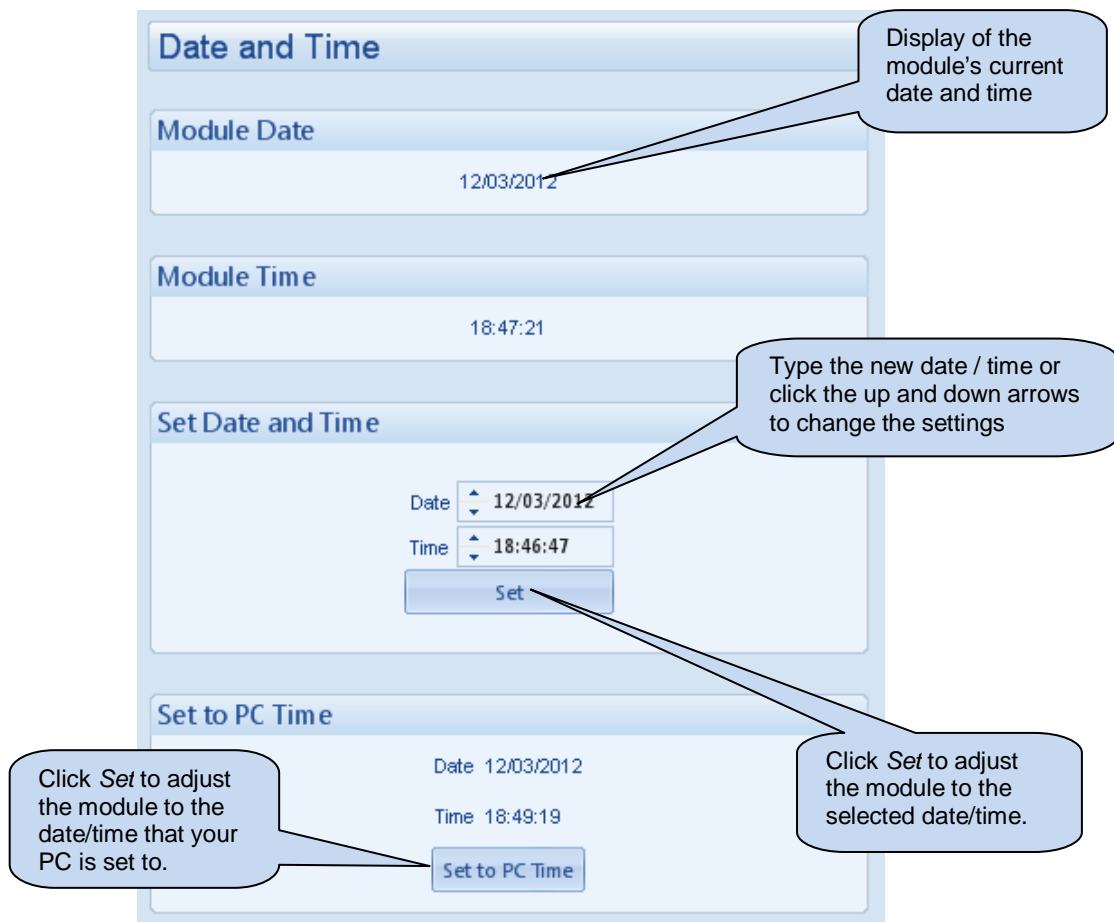 Date and Time
Display of the
module's current
date and time
Module Date
12/03/2012
Module Time
18:47:21
Type the new date / time or
click the up and down arrows
to change the settings
Set Date and Time
Date 12/03/2012
Time 18:46:47
Set
Set to PC Time
Date 12/03/2012
Time 18:49:19
Set to PC Time
Click Set to adjust
the module to the
date/time that your
PC is set to.
Click Set to adjust
the module to the
selected date/time.